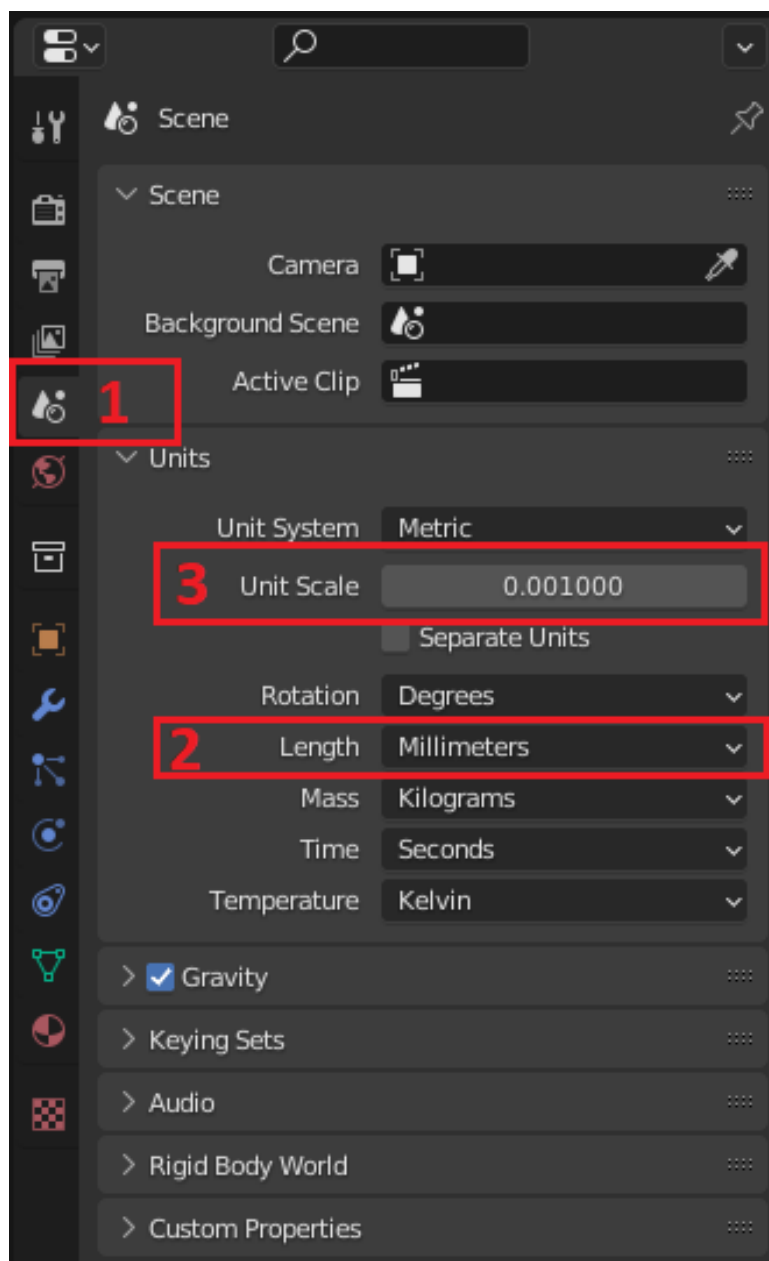 Scene
Scene
Camera
Background Scene
Active Clip
1
Units
Unit System Metric
3 Unit Scale 0.001000
Separate Units
Rotation Degrees
2 Length Millimeters
Mass Kilograms
Time Seconds
Temperature Kelvin
Gravity
Keying Sets
Audio
Rigid Body World
Custom Properties